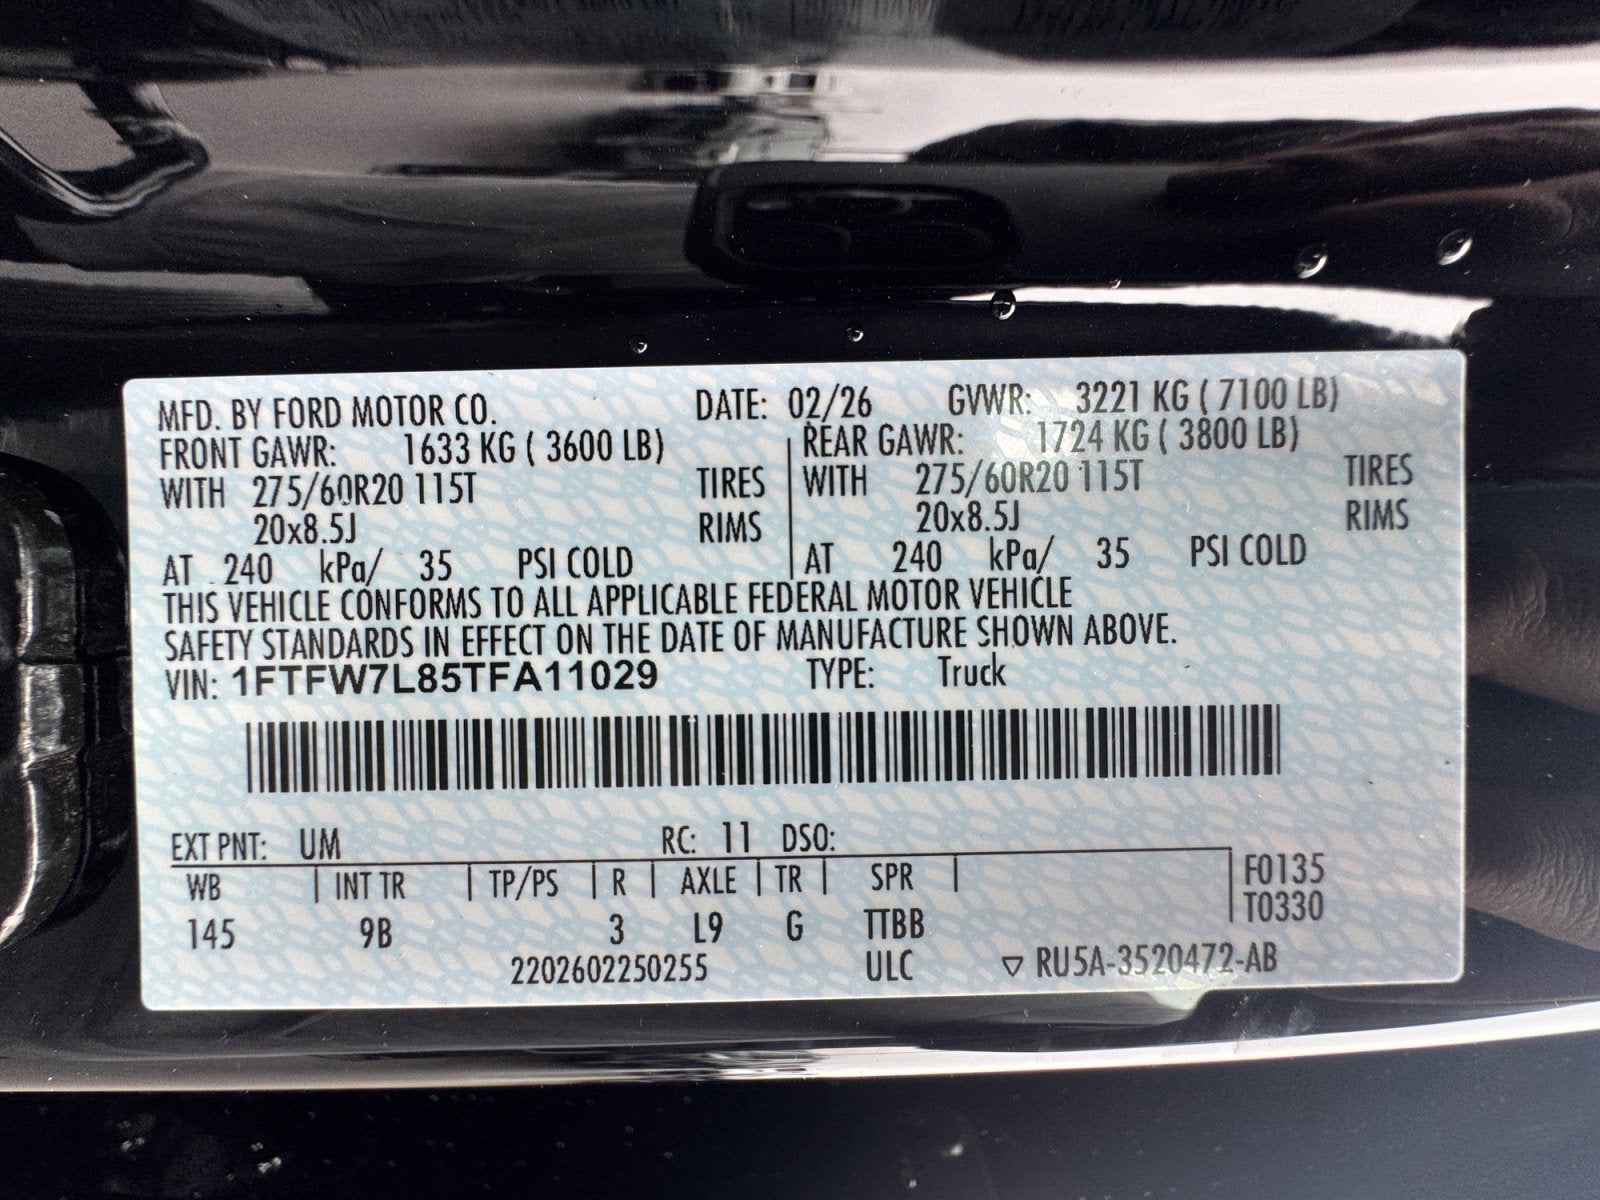 MFD. BY FORD MOTOR CO. DATE: 02/26 GVWR: 3221 KG ( 7100 LB)
FRONT GAWR: 1633 KG ( 3600 LB) REAR GAWR: 1724 KG ( 3800 LB)
WITH 275/60R20 115T TIRES WITH 275/60R20 115T TIRES
20x8.5J RIMS 20x8.5J RIMS
AT 240 kPa/ 35 PSI COLD AT 240 kPa/ 35 PSI COLD
THIS VEHICLE CONFORMS TO ALL APPLICABLE FEDERAL MOTOR VEHICLE
SAFETY STANDARDS IN EFFECT ON THE DATE OF MANUFACTURE SHOWN ABOVE.
VIN: 1FTFW7L85TFA11029 TYPE: Truck
EXT PNT: UM RC: 11 DSO:
WB | INT TR | TP/PS | R | AXLE | TR | SPR | F0135
T0330
145 9B 3 L9 G TTBB
2202602250255 ULC ▽ RU5A-3520472-AB